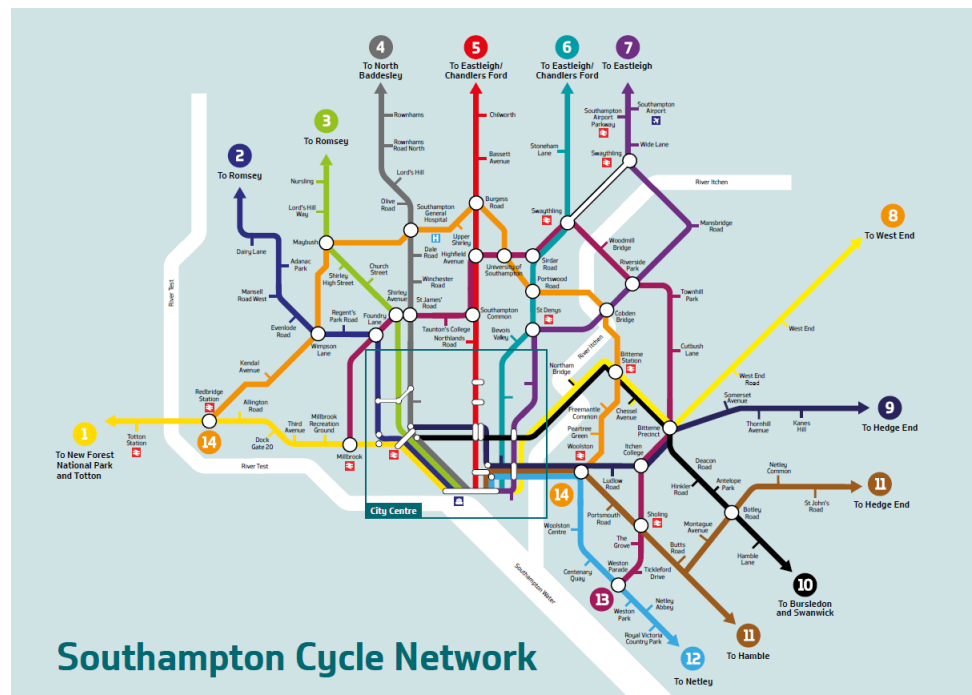 4
To North
Baddesley
5
To Eastleigh/
Chandlers Ford
6
To Eastleigh/
Chandlers Ford
7
To Eastleigh
Rownhams
Chilworth
Southampton
Airport
Parkway
Southampton
Airport
3
To Romsey
Rownhams
Road North
Bessett
Avenue
Stoneham
Lane
Wide Lane
Swaythling
2
To Romsey
Nursling
Lord's Hill
River Itchen
Lord's Hill
Way
Olive
Road
Southampton
General
Hospital
H
Burgess
Road
Swaythling
Mansbridge
Road
8
To West End
Maybush
Upper
Shirley
Dairy Lane
Adanac
Park
Church
Street
Dale
Road
Highfield
Avenue
University of
Southampton
Sirdar
Road
Woodmill
Bridge
Riverside
Park
River Test
Shirley
High Street
Mansell
Road West
Shirley
Avenue
Winchester
Road
Portswood
Road
Townhill
Park
Regent's
Park Road
Foundry
Lane
St James'
Road
Southampton
Common
St Denys
Cobden
Bridge
Evenlode
Road
Wimpson
Lane
Taunton's College
Northlands
Road
Bevois
Valley
River Itchen
Bitterne
Station
Cutbush
Lane
West End
Kendal
Avenue
Northam
Bridge
West End
Road
Redbridge
Station
Alington
Road
Chessel
Avenue
Somerset
Avenue
9
To Hedge End
14
Third
Avenue
Millbrook
Recreation
Ground
Freemantle
Common
Peartree
Green
Bitterne
Precinct
Thornhill
Avenue
Kanes
Hill
1
To New Forest
National Park
and Totton
Totton
Station
Dock
Gate 20
Millbrook
Woolston
Itchen
College
Deacon
Road
River Test
Netley
Common
11
To Hedge End
14
Ludlow
Road
Hinkler
Road
Antelope
Park
St John's
Road
City Centre
Woolston
Centre
Portsmouth
Road
Sholing
Botley
Road
Montague
Avenue
The
Grove
Butts
Road
Hamble
Lane
Centenary
Quay
Weston
Parade
Tickleford
Drive
10
To Bursledon
and Swanwick
Southampton Water
13
Weston
Park
Netley
Abbey
Royal Victoria
Country Park
11
To Hamble
12
To Netley
Southampton Cycle Network